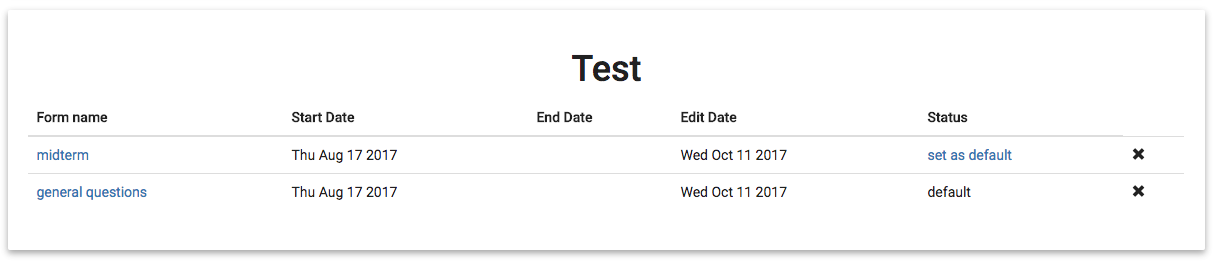 Test
Form name Start Date End Date Edit Date Status
midterm Thu Aug 17 2017 Wed Oct 11 2017 set as default ✖
general questions Thu Aug 17 2017 Wed Oct 11 2017 default ✖